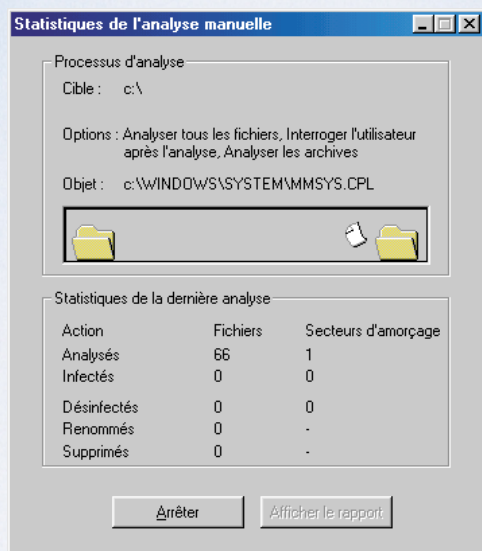 Statistiques de l'analyse manuelle
Processus d'analyse
Cible : c:\
Options : Analyser tous les fichiers, Interroger l'utilisateur
après l'analyse, Analyser les archives
Objet : c:\WINDOWS\SYSTEM\MMSYS.CPL
Statistiques de la dernière analyse
Action Fichiers Secteurs d'amorçage
Analysés 66 1
Infectés 0 0
Désinfectés 0 0
Renommés 0 -
Supprimés 0 -
Arrêter Afficher le rapport